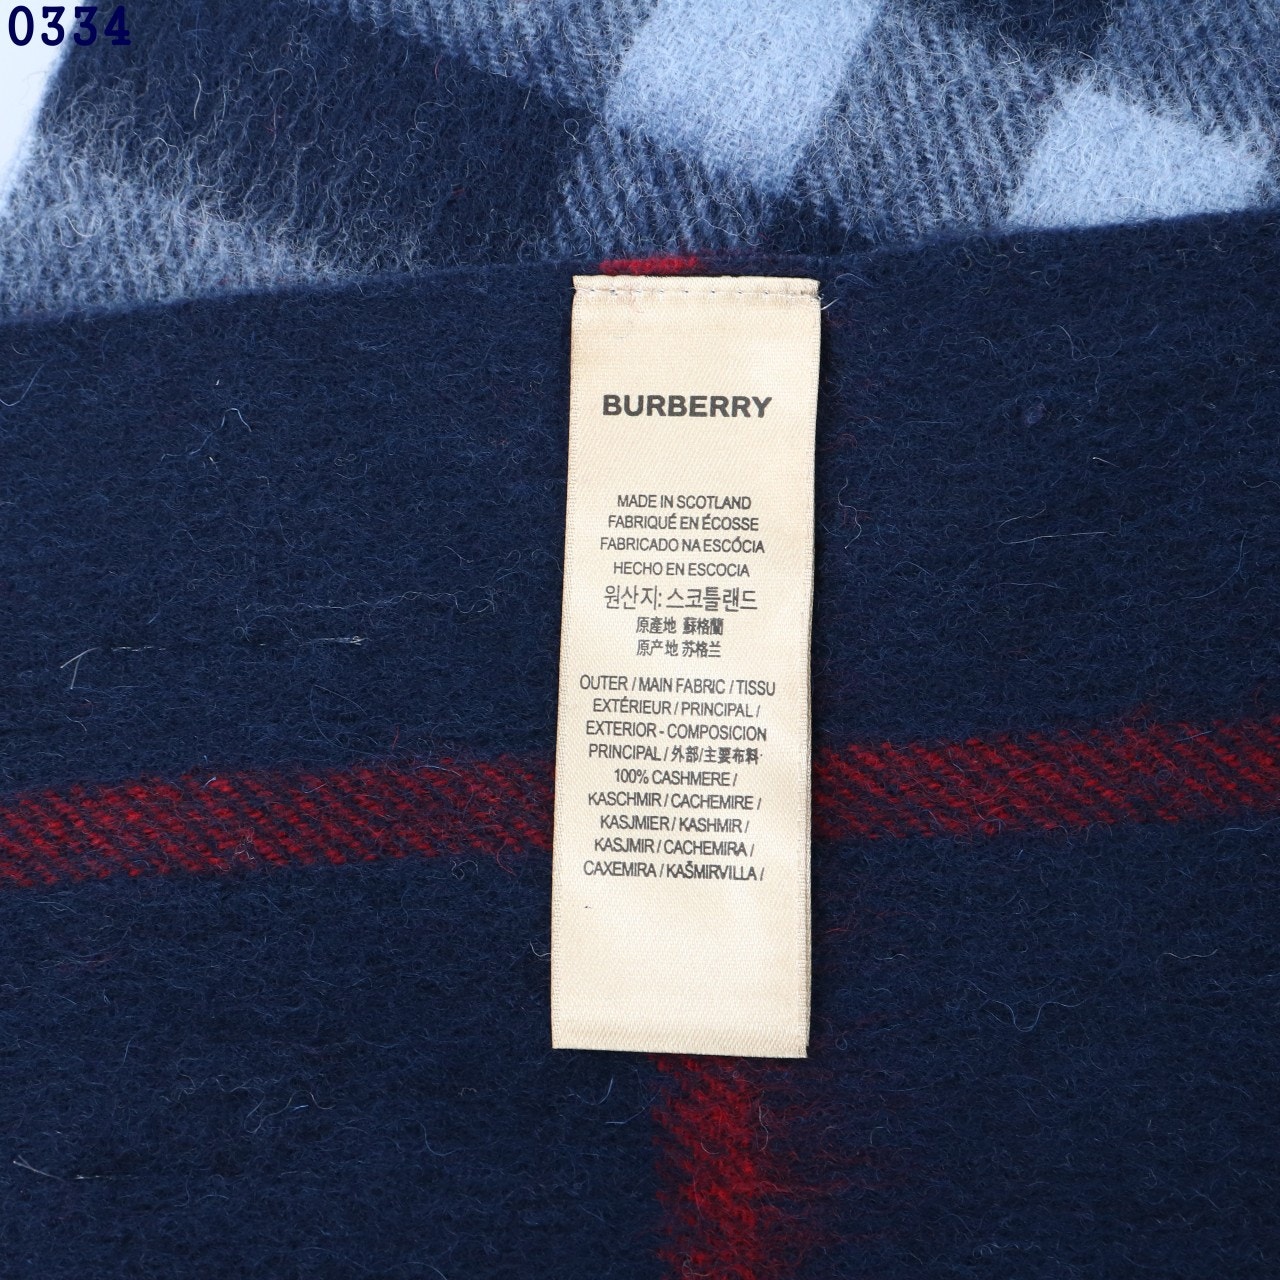 0334
BURBERRY
MADE IN SCOTLAND
FABRIQUÉ EN ÉCOSSE
FABRICADO NA ESCÓCIA
HECHO EN ESCOCIA
원산지: 스코틀랜드
原產地 蘇格蘭
原产地 苏格兰
OUTER / MAIN FABRIC / TISSU
EXTÉRIEUR / PRINCIPAL /
EXTERIOR - COMPOSICION
PRINCIPAL / 外部/主要布料
100% CASHMERE /
KASCHMIR / CACHEMIRE /
KASJMIER / KASHMIR /
KASJMIR / CACHEMIRA /
CAXEMIRA / KAŠMIRVILLA /